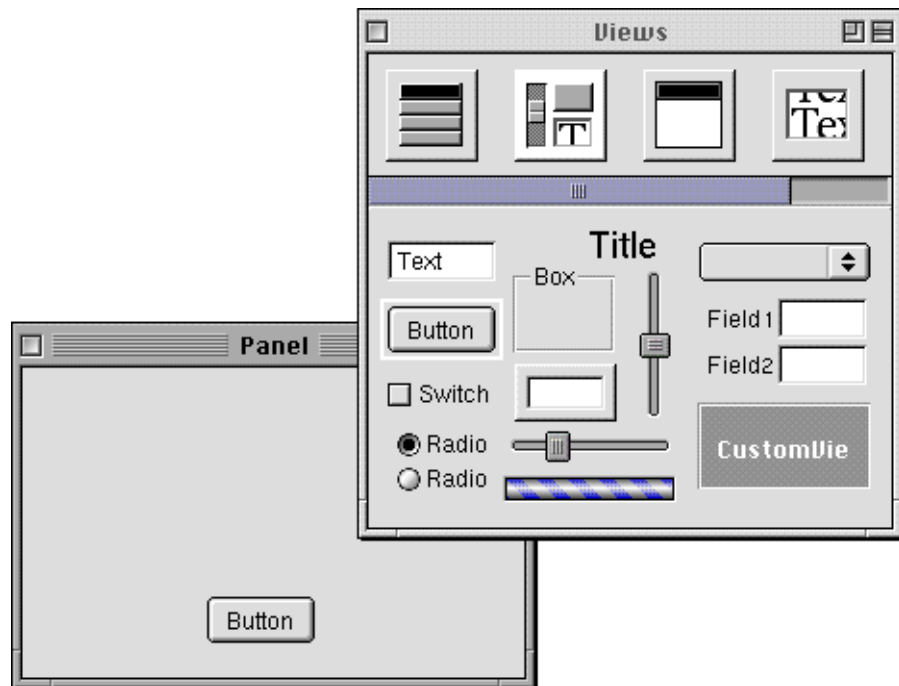 Views
T
Text
Title
Box
Button
Field1
Field2
Switch
Radio
Radio
CustomVie
Panel
Button